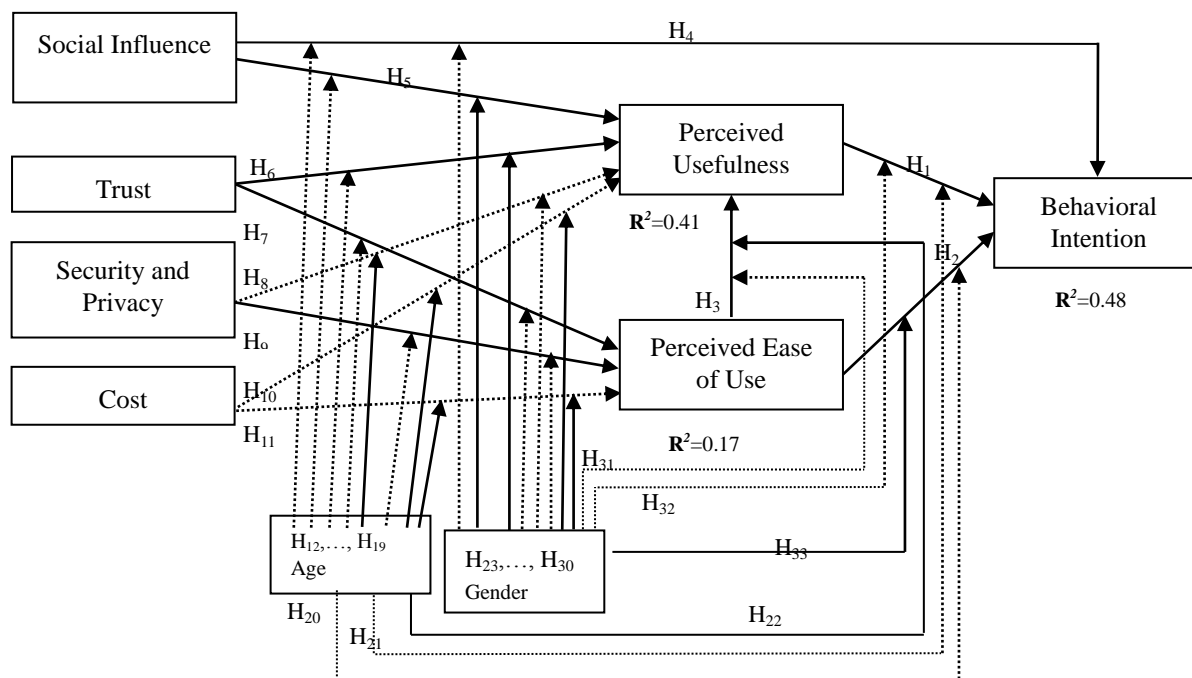 Social Influence
H4
H5
Perceived
Usefulness
H1
H6
Trust
Behavioral
Intention
R²=0.41
H7
H2
Security and
Privacy
H8
H3
R²=0.48
H9
Perceived Ease
of Use
H10
Cost
H11
R²=0.17
H31
H32
H12,…, H19
Age
H23,…, H30
Gender
H33
H20
H22
H21